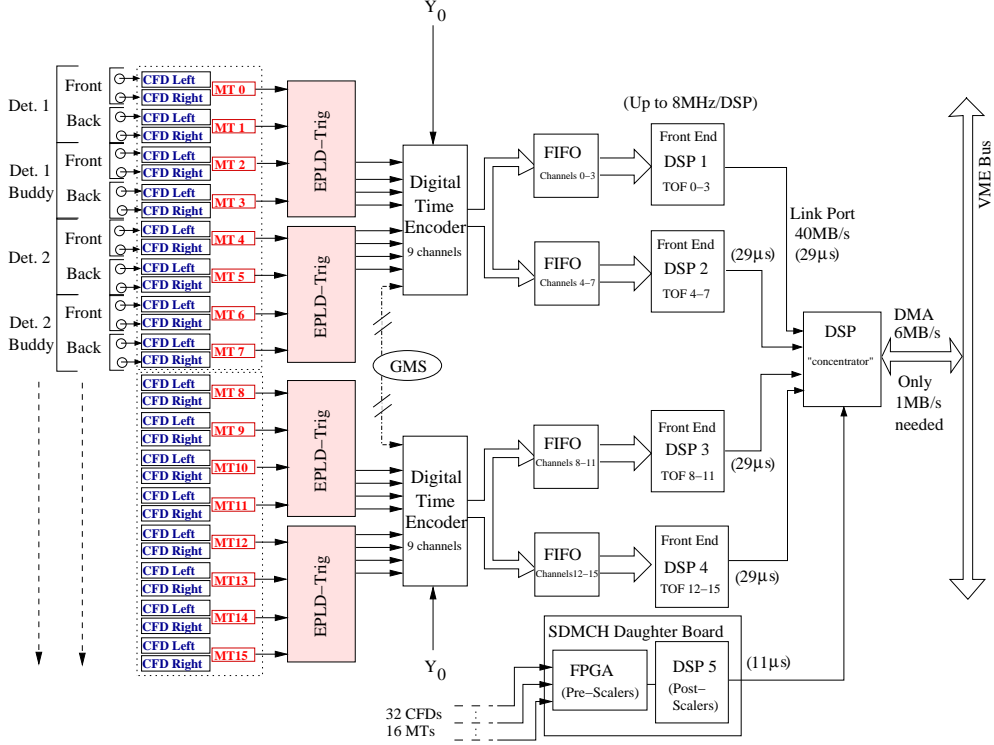 Y0
Det. 1
Front
Back
CFD Left
CFD Right
MT 0
CFD Left
CFD Right
MT 1
Det. 1
Buddy
Front
Back
CFD Left
CFD Right
MT 2
CFD Left
CFD Right
MT 3
Det. 2
Front
Back
CFD Left
CFD Right
MT 4
CFD Left
CFD Right
MT 5
Det. 2
Buddy
Front
Back
CFD Left
CFD Right
MT 6
CFD Left
CFD Right
MT 7
CFD Left
CFD Right
MT 8
CFD Left
CFD Right
MT 9
CFD Left
CFD Right
MT10
CFD Left
CFD Right
MT11
CFD Left
CFD Right
MT12
CFD Left
CFD Right
MT13
CFD Left
CFD Right
MT14
CFD Left
CFD Right
MT15
EPLD−Trig
EPLD−Trig
EPLD−Trig
EPLD−Trig
Digital
Time
Encoder
9 channels
GMS
Digital
Time
Encoder
9 channels
Y0
FIFO
Channels 0−3
FIFO
Channels 4−7
FIFO
Channels 8−11
FIFO
Channels12−15
(Up to 8MHz/DSP)
Front End
DSP 1
TOF 0−3
Front End
DSP 2
TOF 4−7
Front End
DSP 3
TOF 8−11
Front End
DSP 4
TOF 12−15
Link Port
40MB/s
(29μs)
(29μs)
(29μs)
(29μs)
DSP
"concentrator"
DMA
6MB/s
Only
1MB/s
needed
VME Bus
SDMCH Daughter Board
FPGA
(Pre−Scalers)
DSP 5
(Post−
Scalers)
(11μs)
32 CFDs
16 MTs